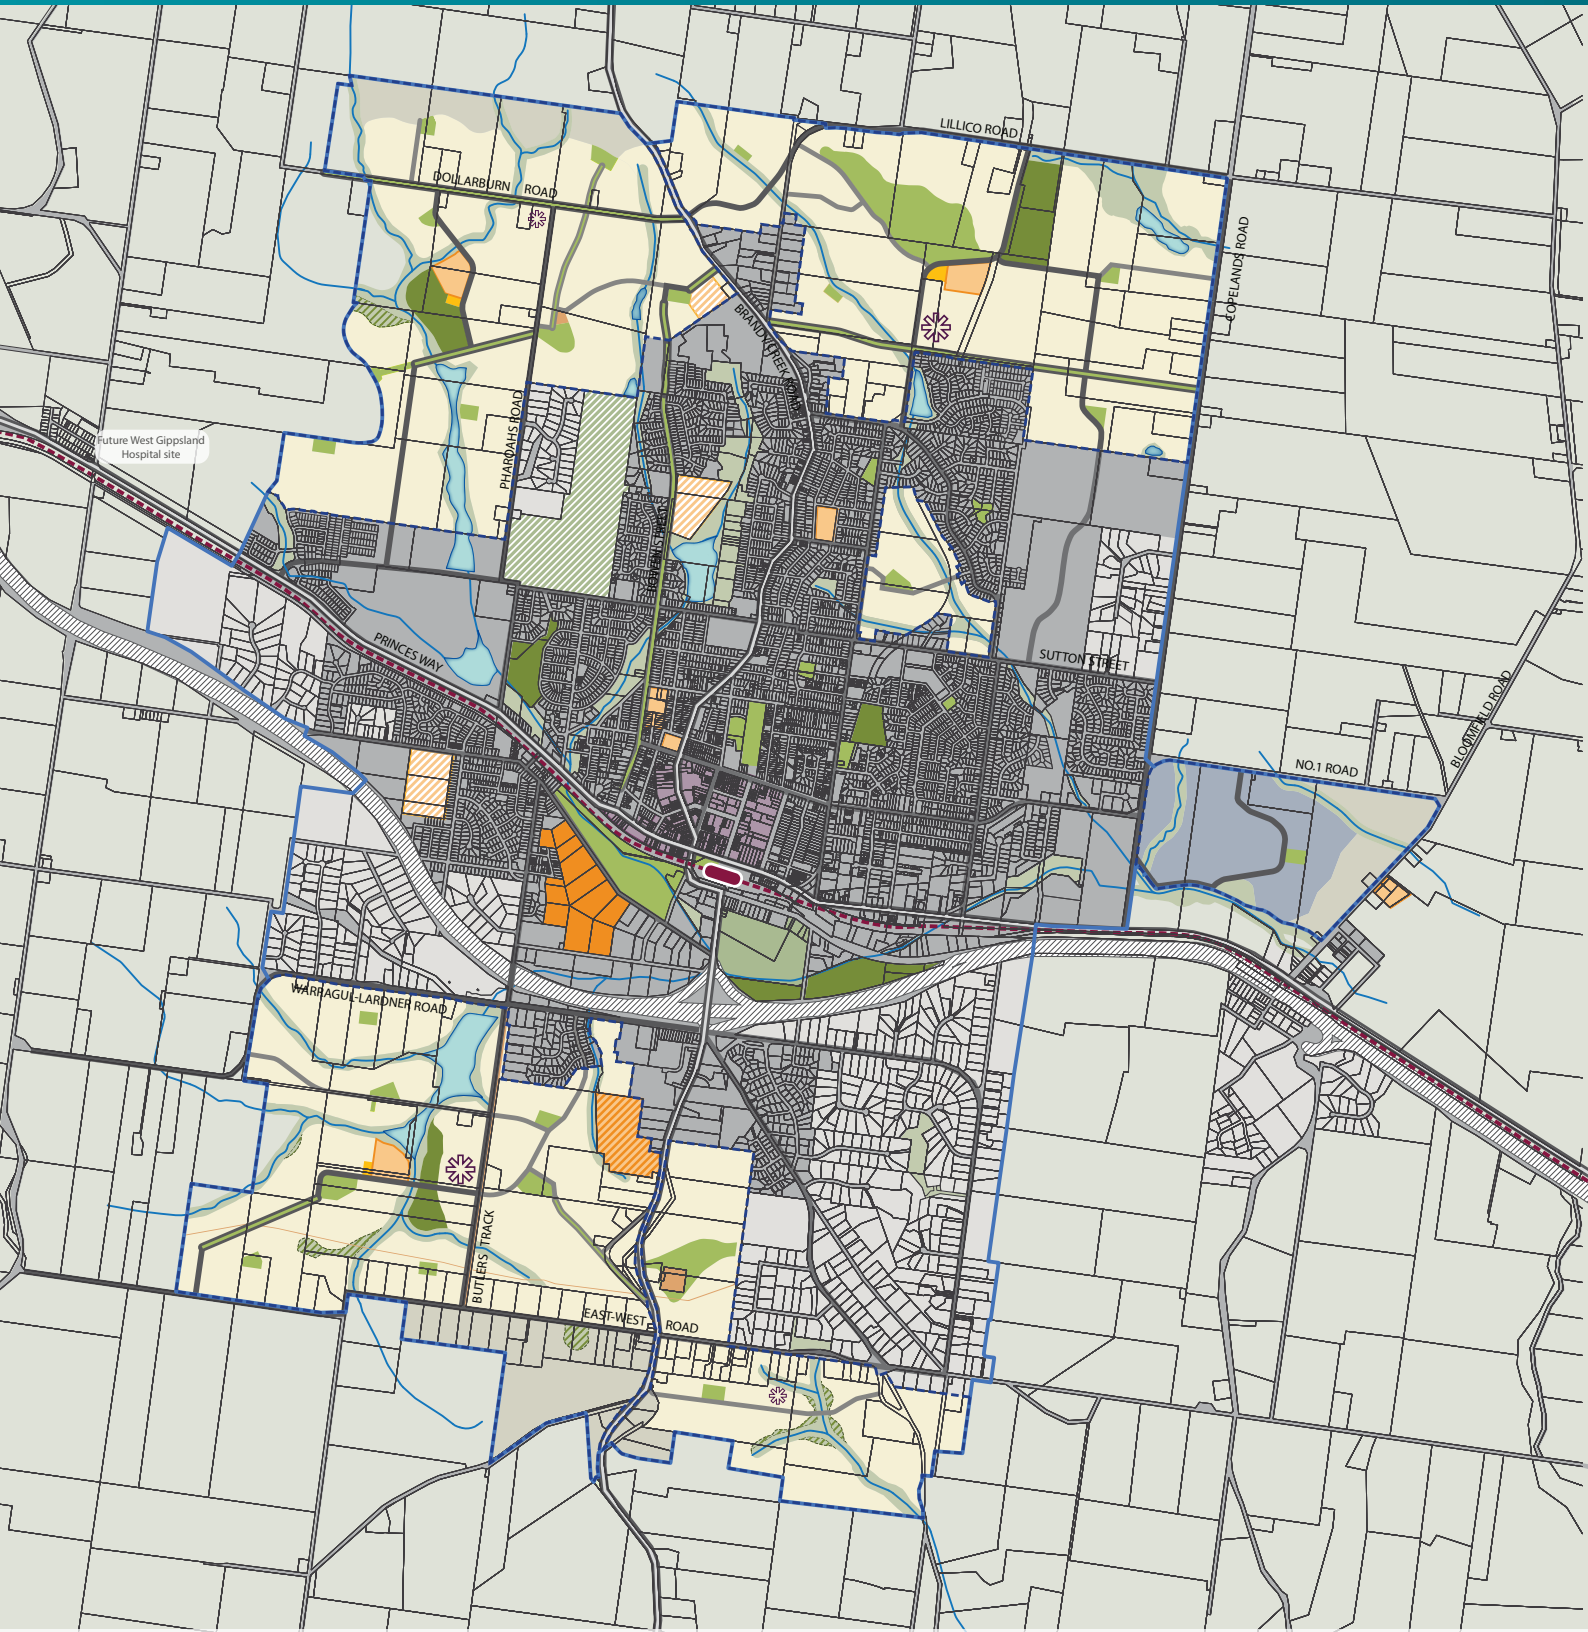 LILLICO ROAD
DOLLARBURN ROAD
COPELANDS ROAD
BRANDY CREEK ROAD
PHAROAHS ROAD
Future West Gippsland
Hospital site
PRINCES WAY
SUTTON STREET
BLOOMFIELD ROAD
NO.1 ROAD
WARRAGUL-LARDNER ROAD
BUTLERS TRACK
EAST-WEST ROAD